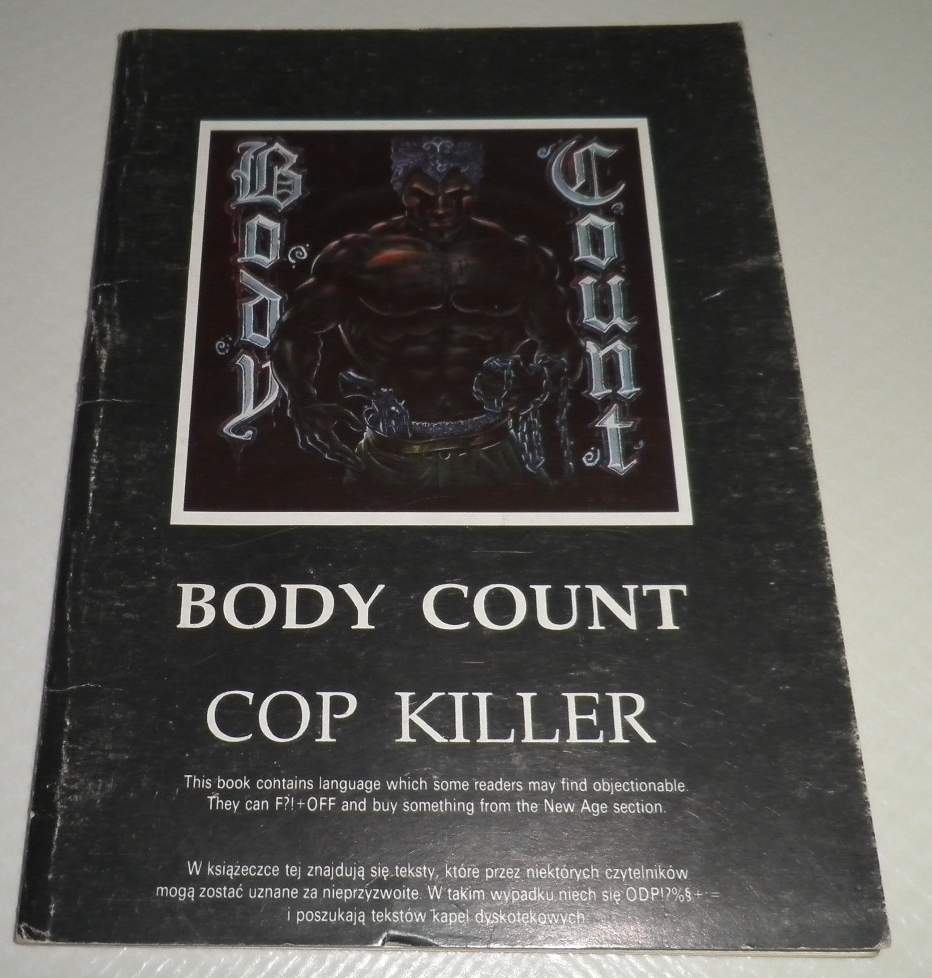 Body
Count
BODY COUNT
COP KILLER
This book contains language which some readers may find objectionable.
They can F?!+OFF and buy something from the New Age section.
W książeczce tej znajdują się teksty, które przez niektórych czytelników
mogą zostać uznane za nieprzyzwoite. W takim wypadku niech się ODP!?%§+·=
i poszukają tekstów kapel dyskotekowych.